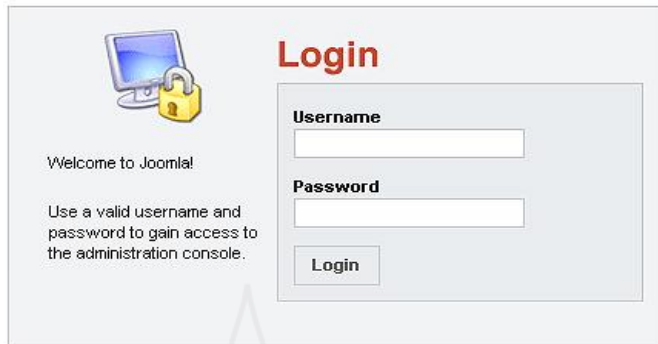 Login
Username
Password
Login
Welcome to Joomla!
Use a valid username and
password to gain access to
the administration console.